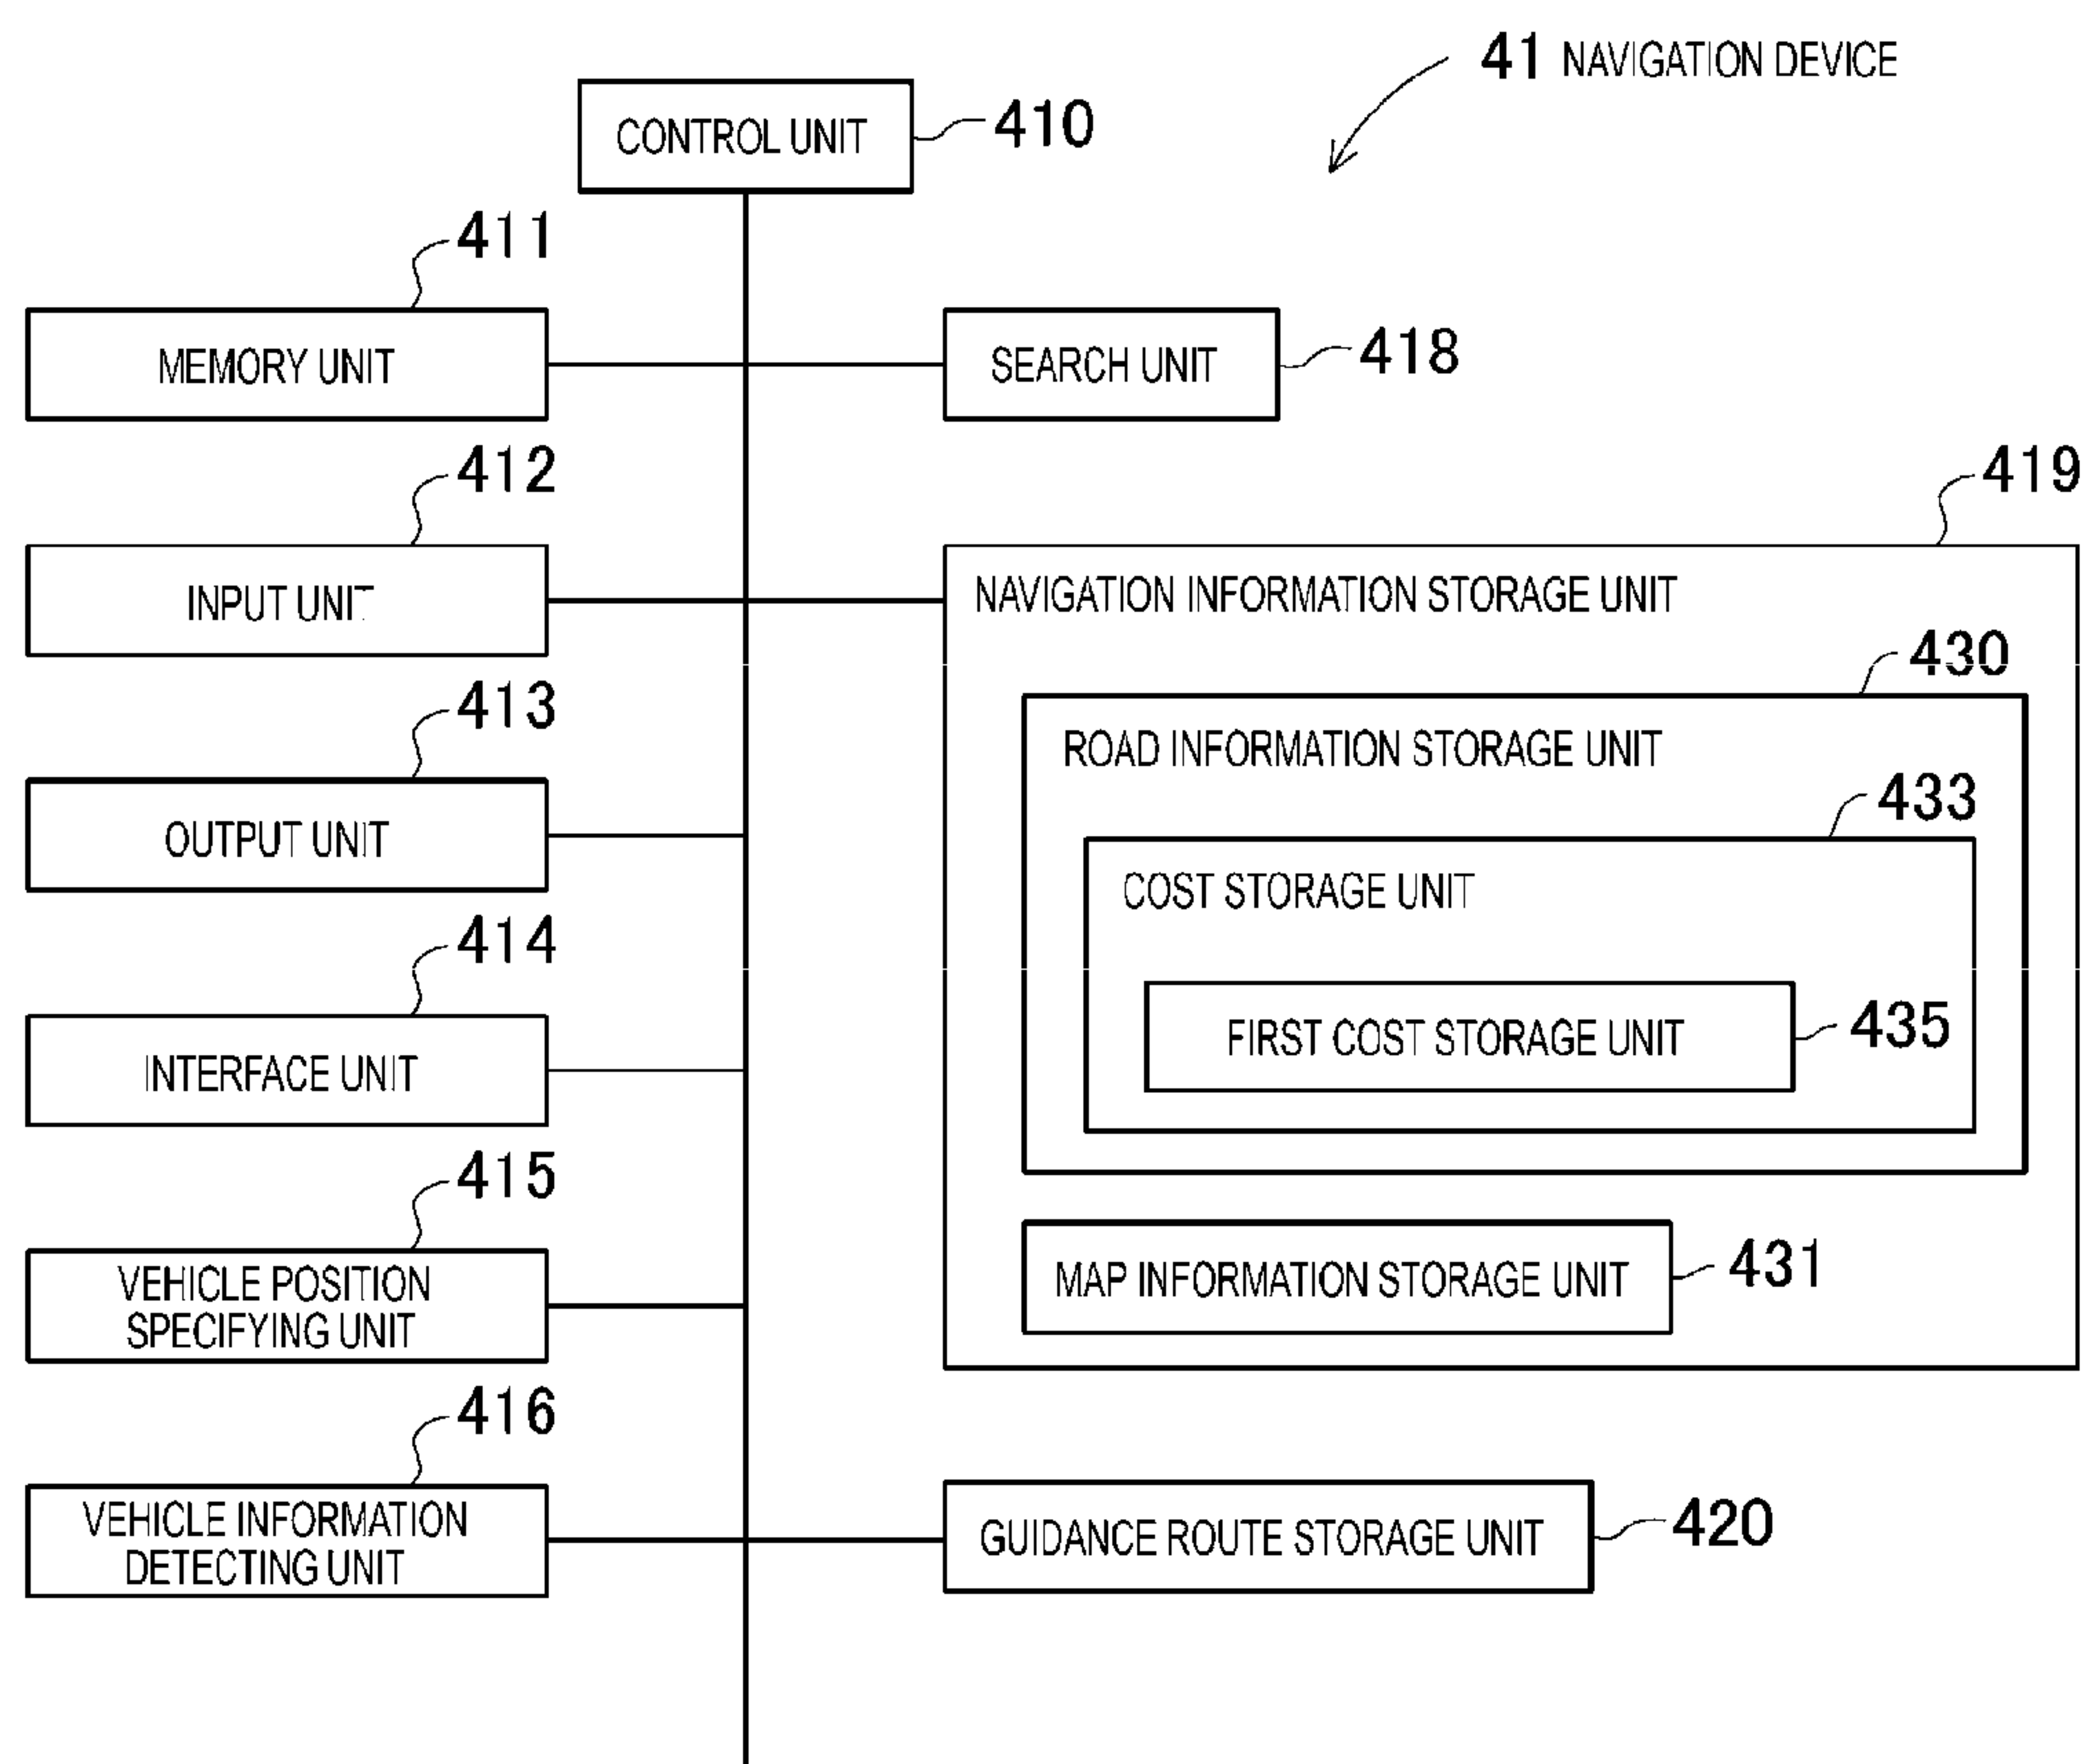 41 NAVIGATION DEVICE
CONTROL UNIT
410
411
MEMORY UNIT
SEARCH UNIT
418
412
INPUT UNIT
419
NAVIGATION INFORMATION STORAGE UNIT
430
ROAD INFORMATION STORAGE UNIT
433
COST STORAGE UNIT
FIRST COST STORAGE UNIT
435
MAP INFORMATION STORAGE UNIT
431
413
OUTPUT UNIT
414
INTERFACE UNIT
415
VEHICLE POSITION
SPECIFYING UNIT
416
VEHICLE INFORMATION
DETECTING UNIT
GUIDANCE ROUTE STORAGE UNIT
420